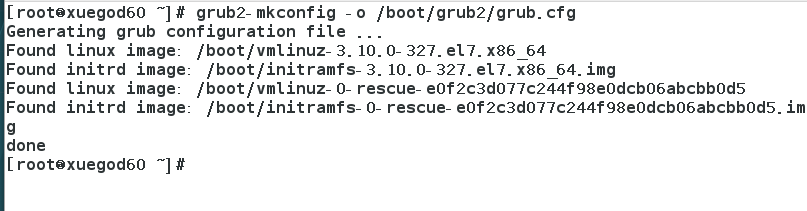 [root@xuegod60 ~]# grub2-mkconfig -o /boot/grub2/grub.cfg
Generating grub configuration file ...
Found linux image: /boot/vmlinuz-3.10.0-327.el7.x86_64
Found initrd image: /boot/initramfs-3.10.0-327.el7.x86_64.img
Found linux image: /boot/vmlinuz-0-rescue-e0f2c3d077c244f98e0dcb06abcbb0d5
Found initrd image: /boot/initramfs-0-rescue-e0f2c3d077c244f98e0dcb06abcbb0d5.im
g
done
[root@xuegod60 ~]#